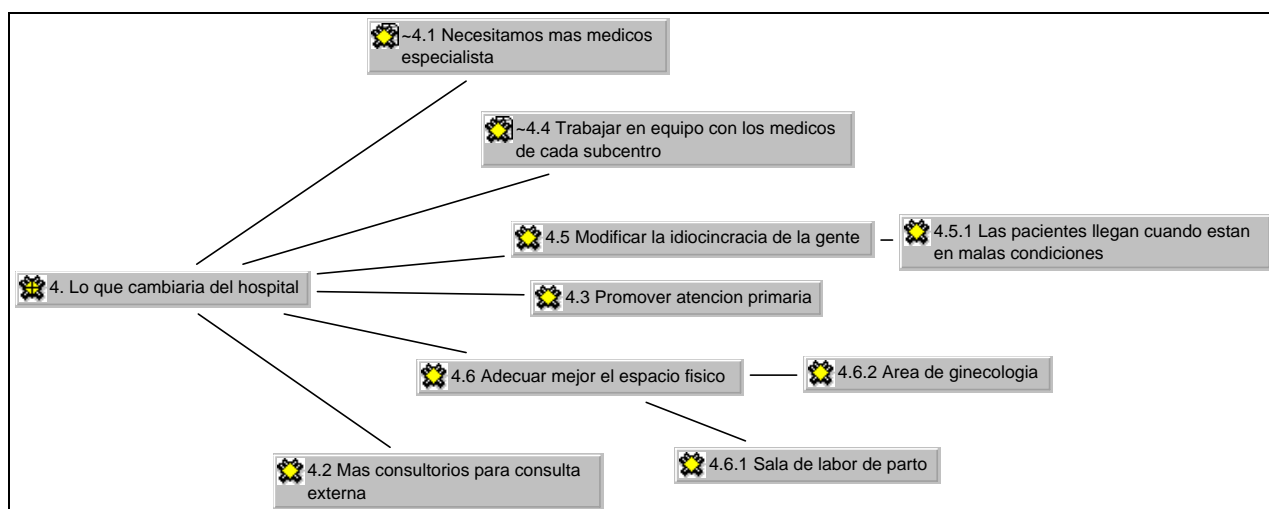 ~4.1 Necesitamos mas medicos
especialista
~4.4 Trabajar en equipo con los medicos
de cada subcentro
4.5 Modificar la idiocincracia de la gente
4.5.1 Las pacientes llegan cuando estan
en malas condiciones
4. Lo que cambiaria del hospital
4.3 Promover atencion primaria
4.6 Adecuar mejor el espacio fisico
4.6.2 Area de ginecologia
4.6.1 Sala de labor de parto
4.2 Mas consultorios para consulta
externa